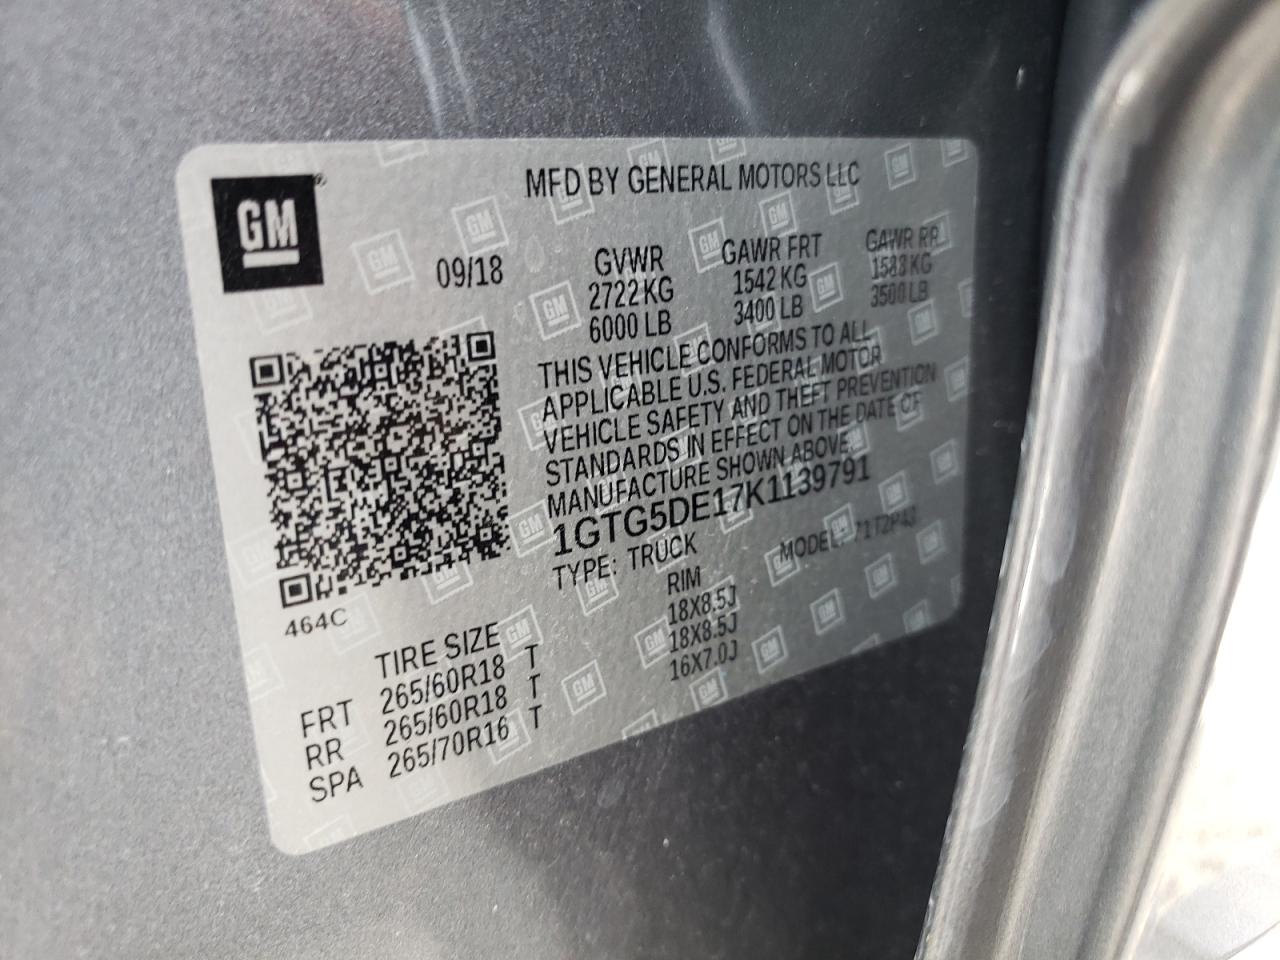 GM
MFD BY GENERAL MOTORS LLC
09/18
GVWR GAWR FRT GAWR RR
2722 KG 1542 KG 1588 KG
6000 LB 3400 LB 3500 LB
THIS VEHICLE CONFORMS TO ALL
APPLICABLE U.S. FEDERAL MOTOR
VEHICLE SAFETY AND THEFT PREVENTION
STANDARDS IN EFFECT ON THE DATE OF
MANUFACTURE SHOWN ABOVE.
1GTG5DE17K1139791
TYPE: TRUCK MODEL: T1T2P43
464C
TIRE SIZE RIM
FRT 265/60R18 T 18X8.5J
RR 265/60R18 T 18X8.5J
SPA 265/70R16 T 16X7.0J